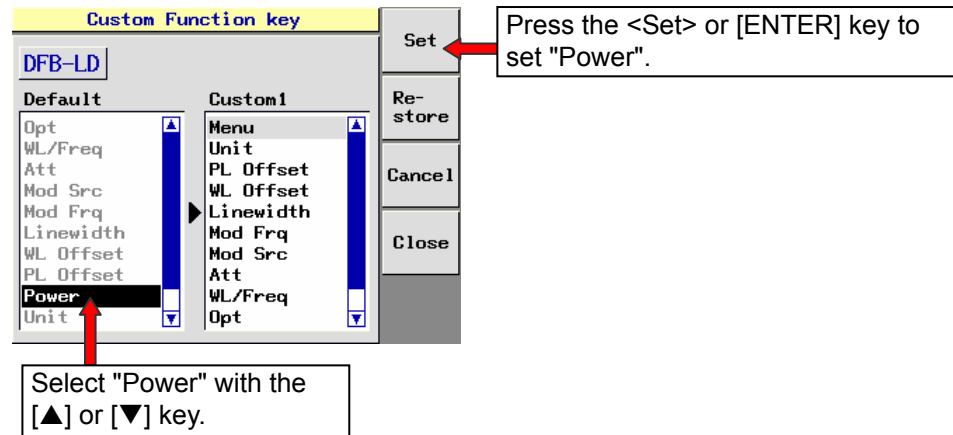 Custom Function key
DFB-LD
Default
Opt
WL/Freq
Att
Mod Src
Mod Frq
Linewidth
WL Offset
PL Offset
Power
Unit
Custom1
Menu
Unit
PL Offset
WL Offset
Linewidth
Mod Frq
Mod Src
Att
WL/Freq
Opt
Set
Re-
store
Cancel
Close
Press the <Set> or [ENTER] key to
set "Power".
Select "Power" with the
[▲] or [▼] key.